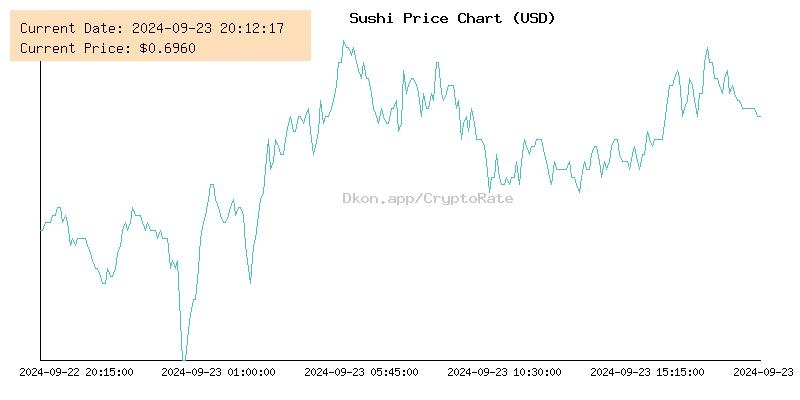 Sushi Price Chart (USD)
Current Date: 2024-09-23 20:12:17
Current Price: $0.6960
Dkon.app/CryptoRate
2024-09-22 20:15:00
2024-09-23 01:00:00
2024-09-23 05:45:00
2024-09-23 10:30:00
2024-09-23 15:15:00
2024-09-23